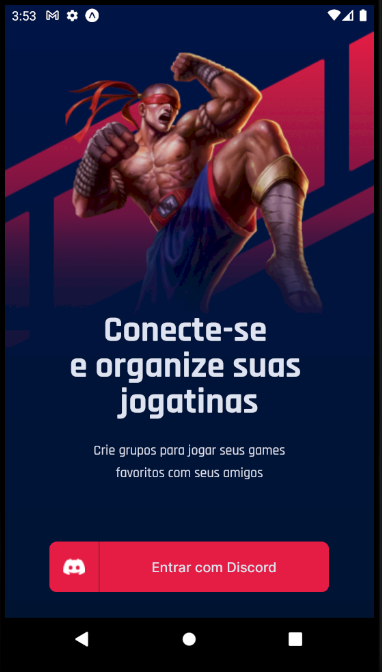 3:53
Conecte-se
e organize suas
jogatinas
Crie grupos para jogar seus games
favoritos com seus amigos
Entrar com Discord